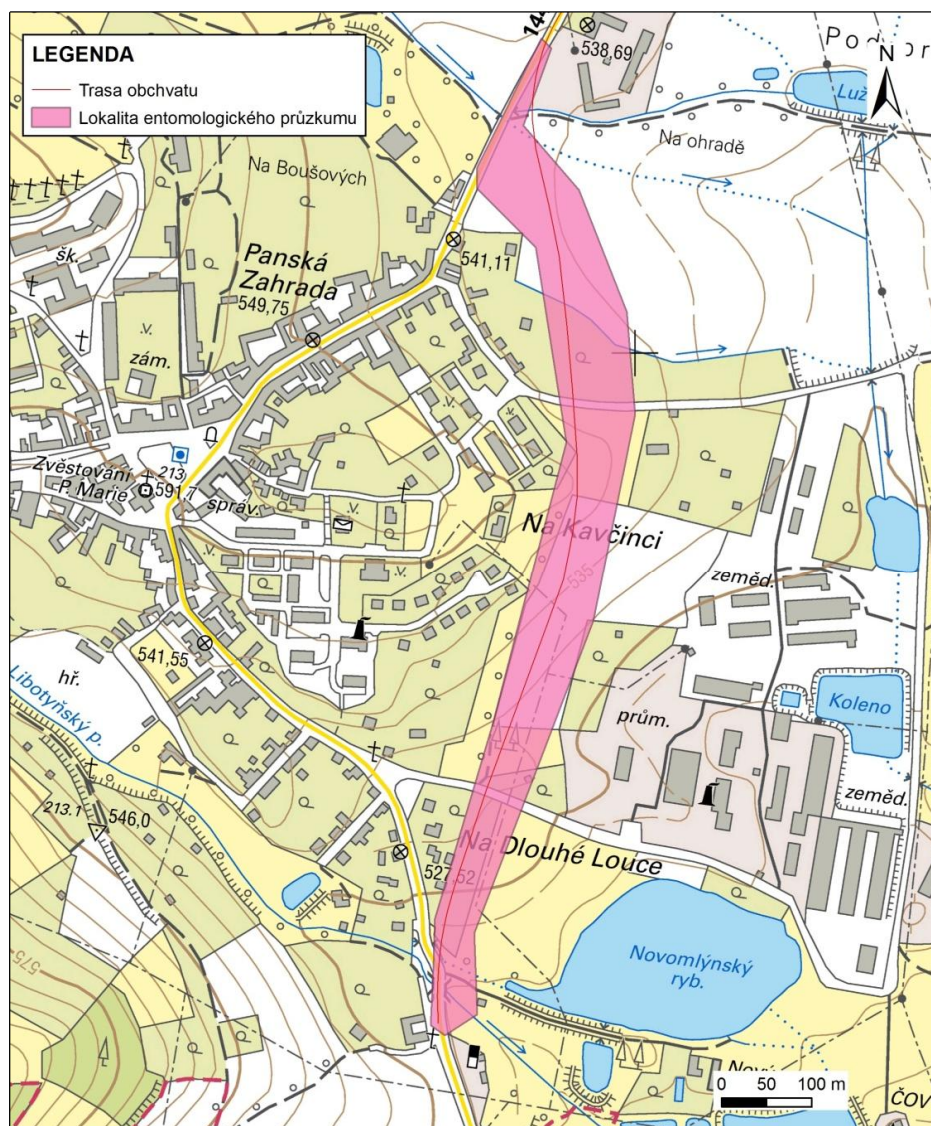 LEGENDA
Trasa obchvatu
Lokalita entomologického průzkumu
144
538,69
N
Na ohradě
Na Boušových
šk.
Panská
Zahrada
549,75
541,11
zám.
Zvěstování
P. Marie
213
591,7
správ.
Na Kavčinci
535
zeměd.
541,55
hř.
Libotyňský p.
prům.
Koleno
213.1
546,0
zeměd.
Na Dlouhé Louce
527,52
575
Novomlýnský
ryb.
0 50 100 m
ČOV